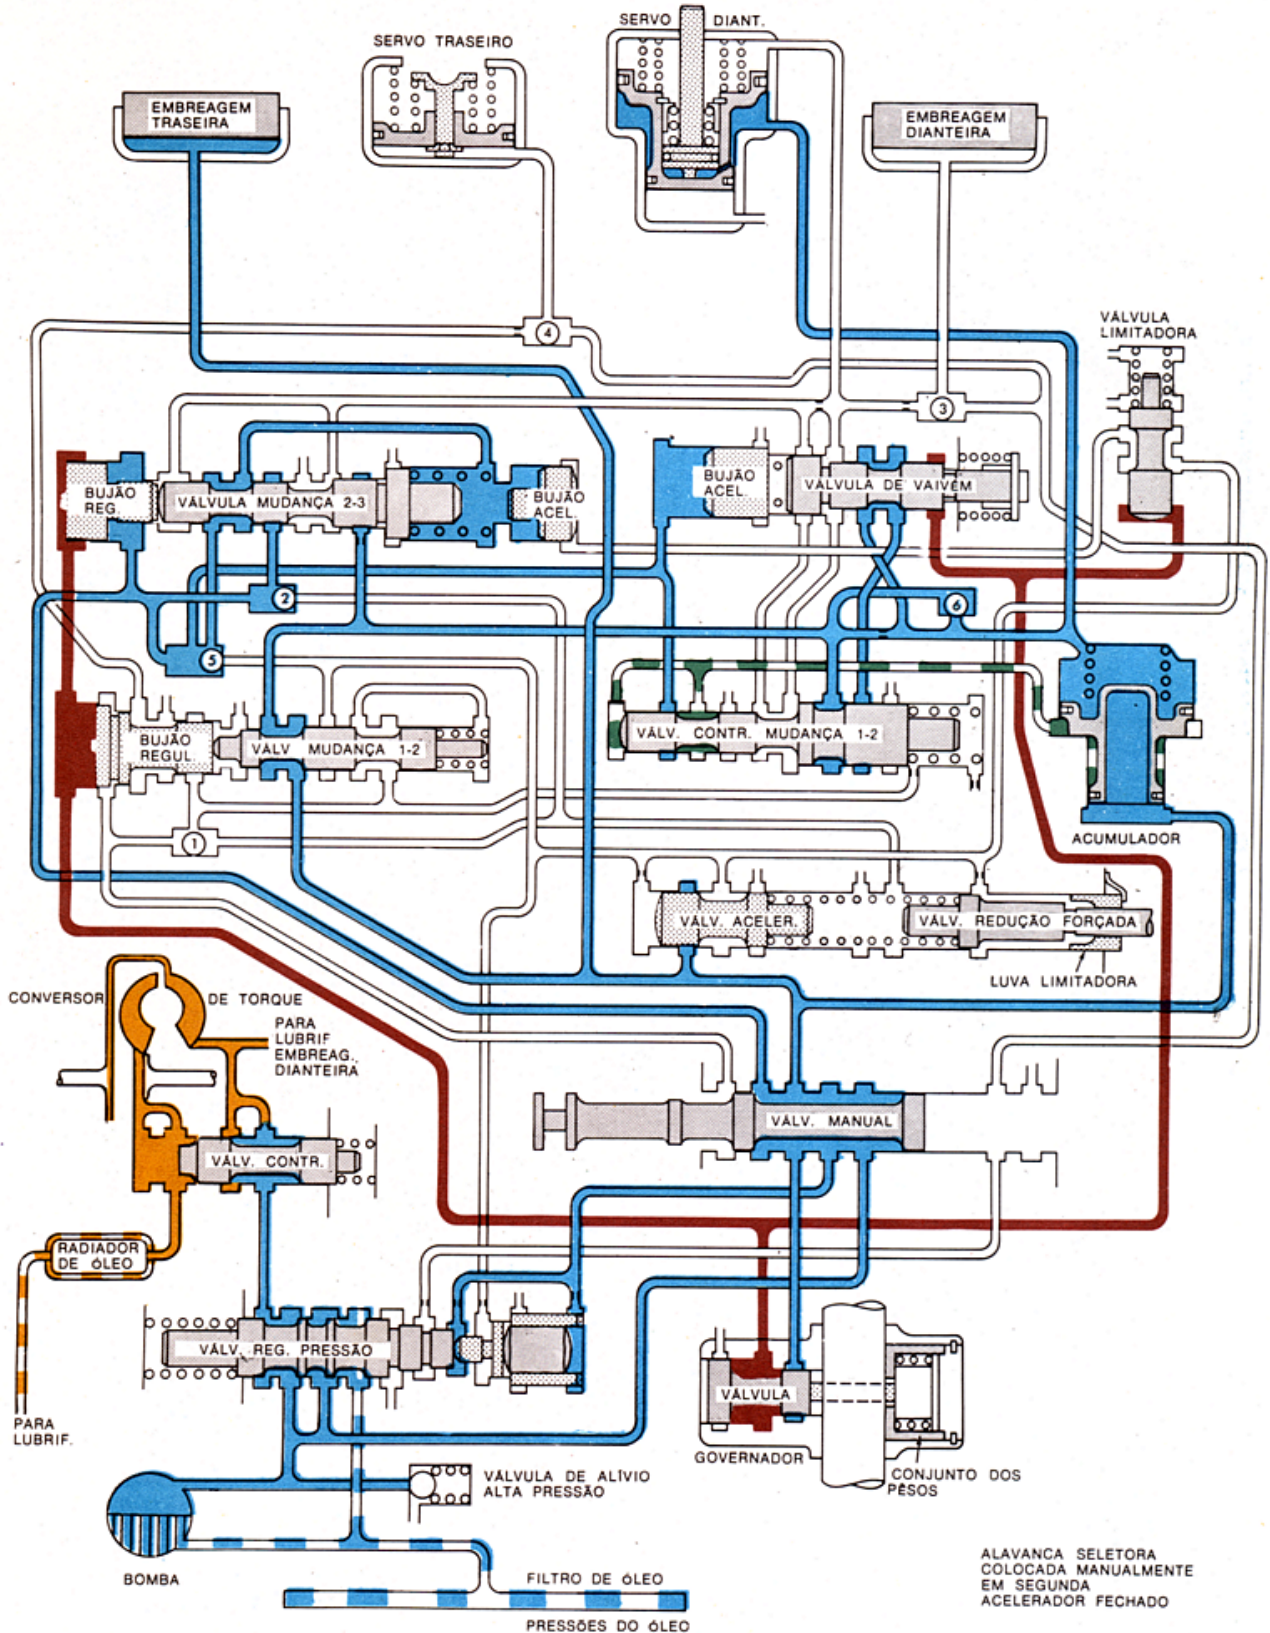 SERVO TRASEIRO
SERVO DIANT.
EMBREAGEM
TRASEIRA
EMBREAGEM
DIANTEIRA
4
VÁLVULA
LIMITADORA
3
BUJÃO
REG.
VÁLVULA MUDANÇA 2-3
BUJÃO
ACEL.
BUJÃO
ACEL.
VÁLVULA DE VAIVÉM
2
6
5
BUJÃO
REGUL.
VÁLV MUDANÇA 1-2
VÁLV. CONTR. MUDANÇA 1-2
1
ACUMULADOR
VÁLV. ACELER.
VÁLV. REDUÇÃO FORÇADA
LUVA LIMITADORA
CONVERSOR DE TORQUE
PARA
LUBRIF
EMBREAG.,
DIANTEIRA
VÁLV. MANUAL
VÁLV. CONTR.
RADIADOR
DE ÓLEO
VÁLV. REG. PRESSÃO
VÁLVULA
PARA
LUBRIF.
GOVERNADOR
CONJUNTO DOS
PÊSOS
VÁLVULA DE ALÍVIO
ALTA PRESSÃO
BOMBA
FILTRO DE ÓLEO
PRESSÕES DO ÓLEO
ALAVANCA SELETORA
COLOCADA MANUALMENTE
EM SEGUNDA
ACELERADOR FECHADO